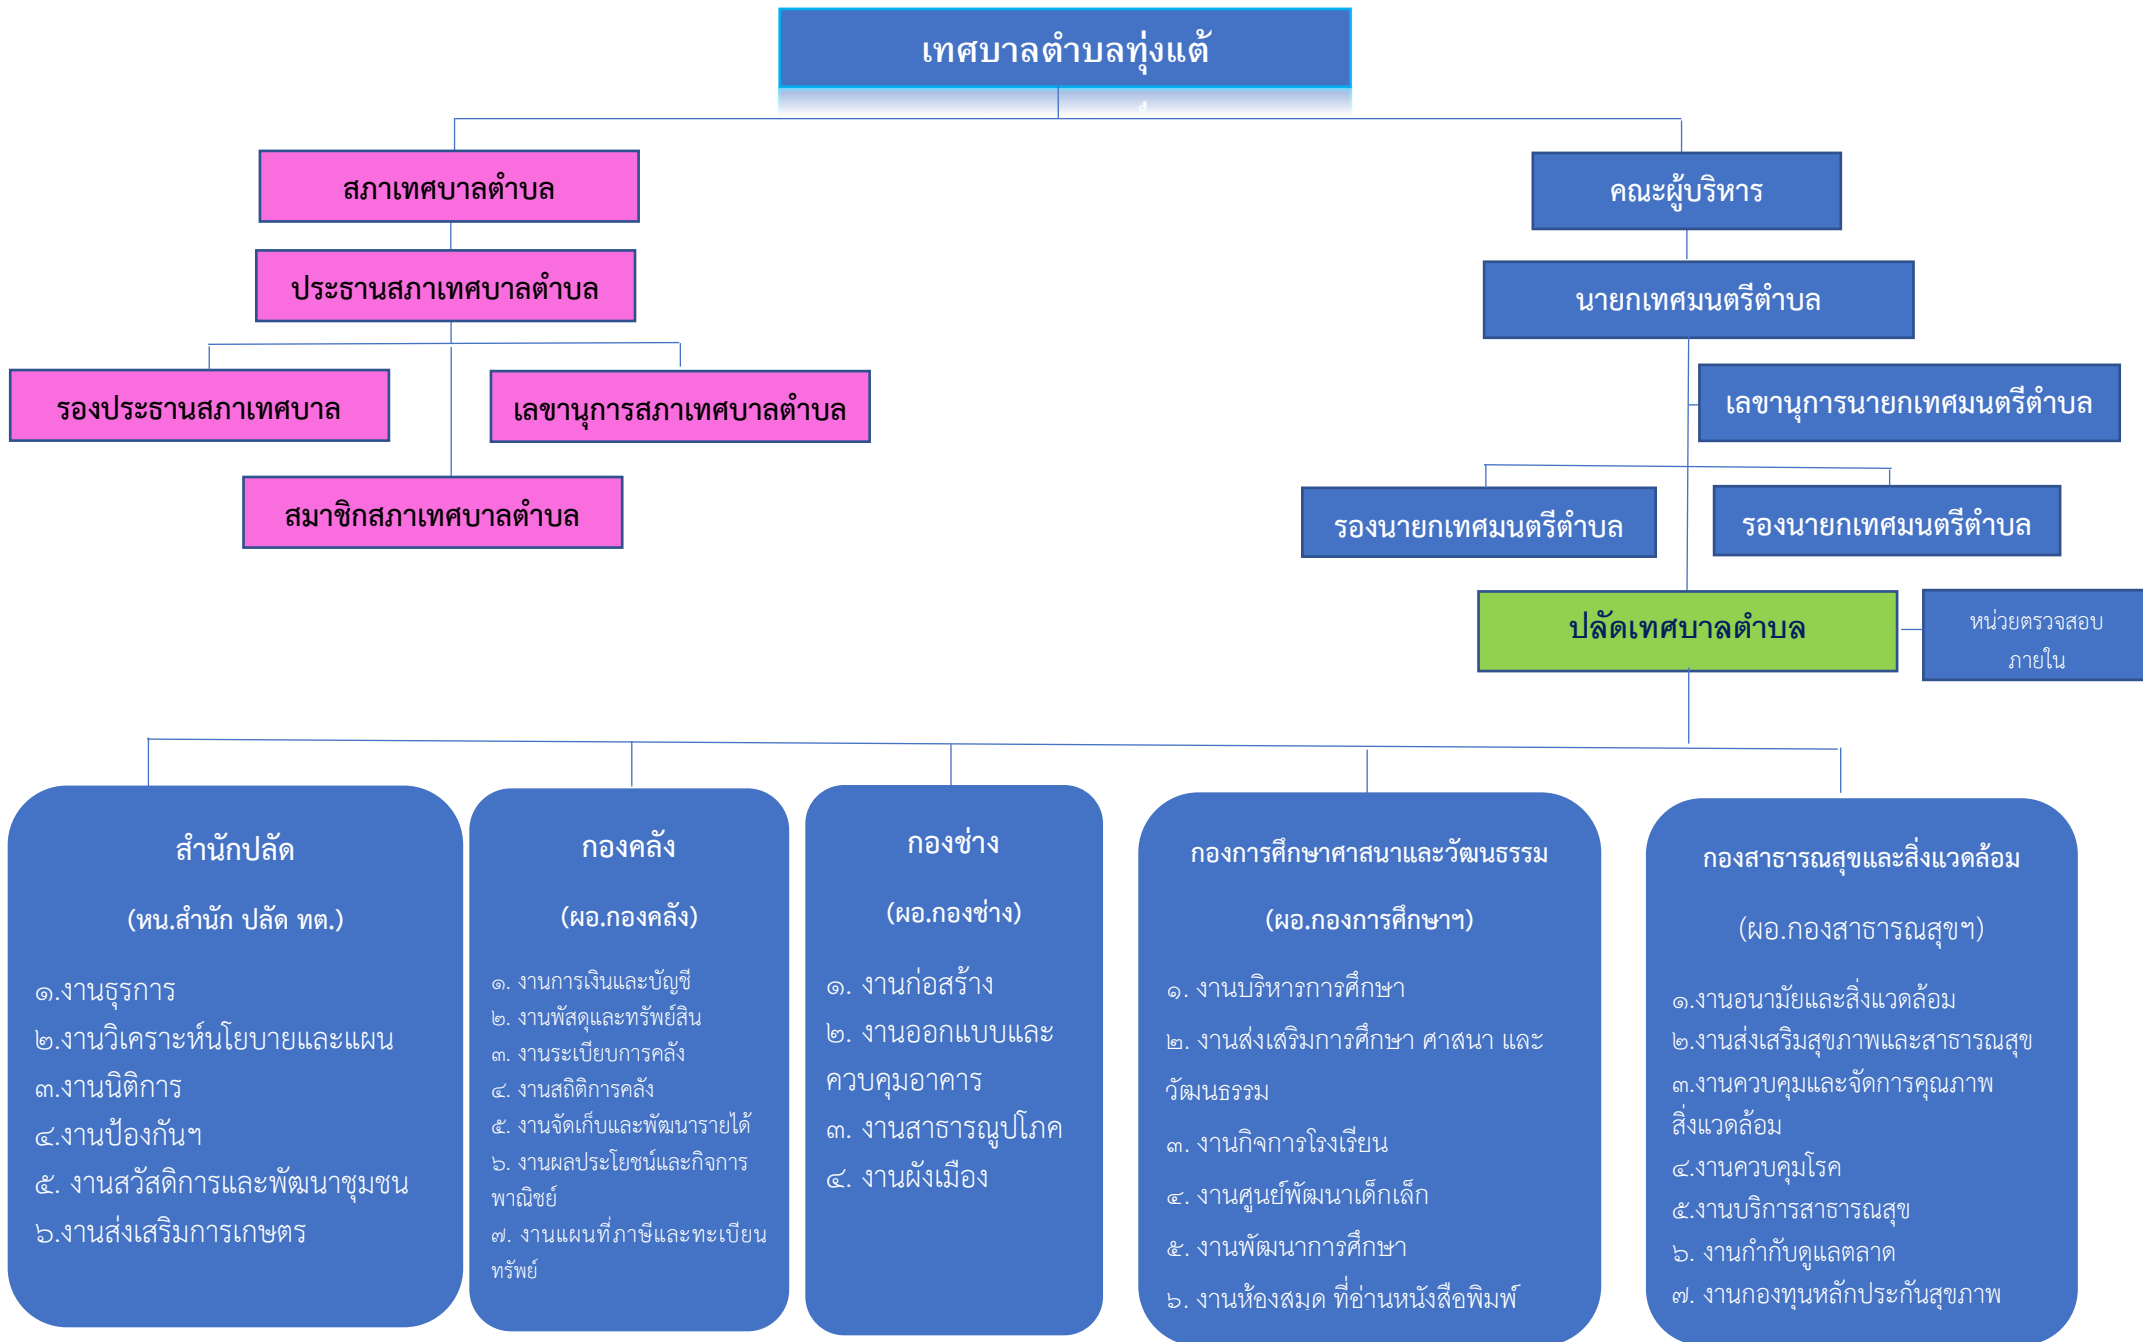 เทศบาลตำบลทุ่งแต้
สภาเทศบาลตำบล
คณะผู้บริหาร
ประธานสภาเทศบาลตำบล
นายกเทศมนตรีตำบล
รองประธานสภาเทศบาล
เลขานุการสภาเทศบาลตำบล
เลขานุการนายกเทศมนตรีตำบล
สมาชิกสภาเทศบาลตำบล
รองนายกเทศมนตรีตำบล
รองนายกเทศมนตรีตำบล
ปลัดเทศบาลตำบล
หน่วยตรวจสอบ
ภายใน
สำนักปลัด
(หน.สำนัก ปลัด ทต.)
๑.งานธุรการ
๒.งานวิเคราะห์นโยบายและแผน
๓.งานนิติการ
๔.งานป้องกันฯ
๕. งานสวัสดิการและพัฒนาชุมชน
๖.งานส่งเสริมการเกษตร
กองคลัง
(ผอ.กองคลัง)
๑. งานการเงินและบัญชี
๒. งานพัสดุและทรัพย์สิน
๓. งานระเบียบการคลัง
๔. งานสถิติการคลัง
๕. งานจัดเก็บและพัฒนารายได้
๖. งานผลประโยชน์และกิจการ
พาณิชย์
๗. งานแผนที่ภาษีและทะเบียน
ทรัพย์
กองช่าง
(ผอ.กองช่าง)
๑. งานก่อสร้าง
๒. งานออกแบบและ
ควบคุมอาคาร
๓. งานสาธารณูปโภค
๔. งานผังเมือง
กองการศึกษาศาสนาและวัฒนธรรม
(ผอ.กองการศึกษาฯ)
๑. งานบริหารการศึกษา
๒. งานส่งเสริมการศึกษา ศาสนา และ
วัฒนธรรม
๓. งานกิจการโรงเรียน
๔. งานศูนย์พัฒนาเด็กเล็ก
๕. งานพัฒนาการศึกษา
๖. งานห้องสมุด ที่อ่านหนังสือพิมพ์
กองสาธารณสุขและสิ่งแวดล้อม
(ผอ.กองสาธารณสุขฯ)
๑.งานอนามัยและสิ่งแวดล้อม
๒.งานส่งเสริมสุขภาพและสาธารณสุข
๓.งานควบคุมและจัดการคุณภาพ
สิ่งแวดล้อม
๔.งานควบคุมโรค
๕.งานบริการสาธารณสุข
๖. งานกำกับดูแลตลาด
๗. งานกองทุนหลักประกันสุขภาพ